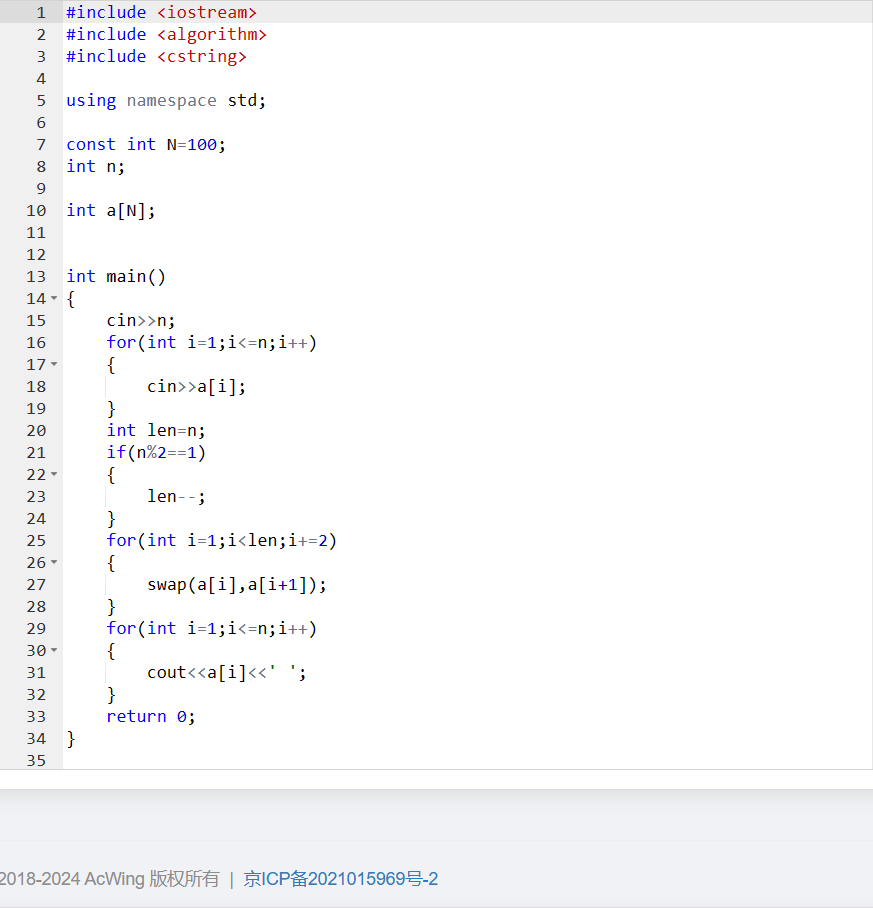 1 #include <iostream>
2 #include <algorithm>
3 #include <cstring>
4
5 using namespace std;
6
7 const int N=100;
8 int n;
9
10 int a[N];
11
12
13 int main()
14 {
15     cin>>n;
16     for(int i=1;i<=n;i++)
17     {
18         cin>>a[i];
19     }
20     int len=n;
21     if(n%2==1)
22     {
23         len--;
24     }
25     for(int i=1;i<len;i+=2)
26     {
27         swap(a[i],a[i+1]);
28     }
29     for(int i=1;i<=n;i++)
30     {
31         cout<<a[i]<<' ';
32     }
33     return 0;
34 }
35
2018-2024 AcWing 版权所有 | 京ICP备2021015969号-2